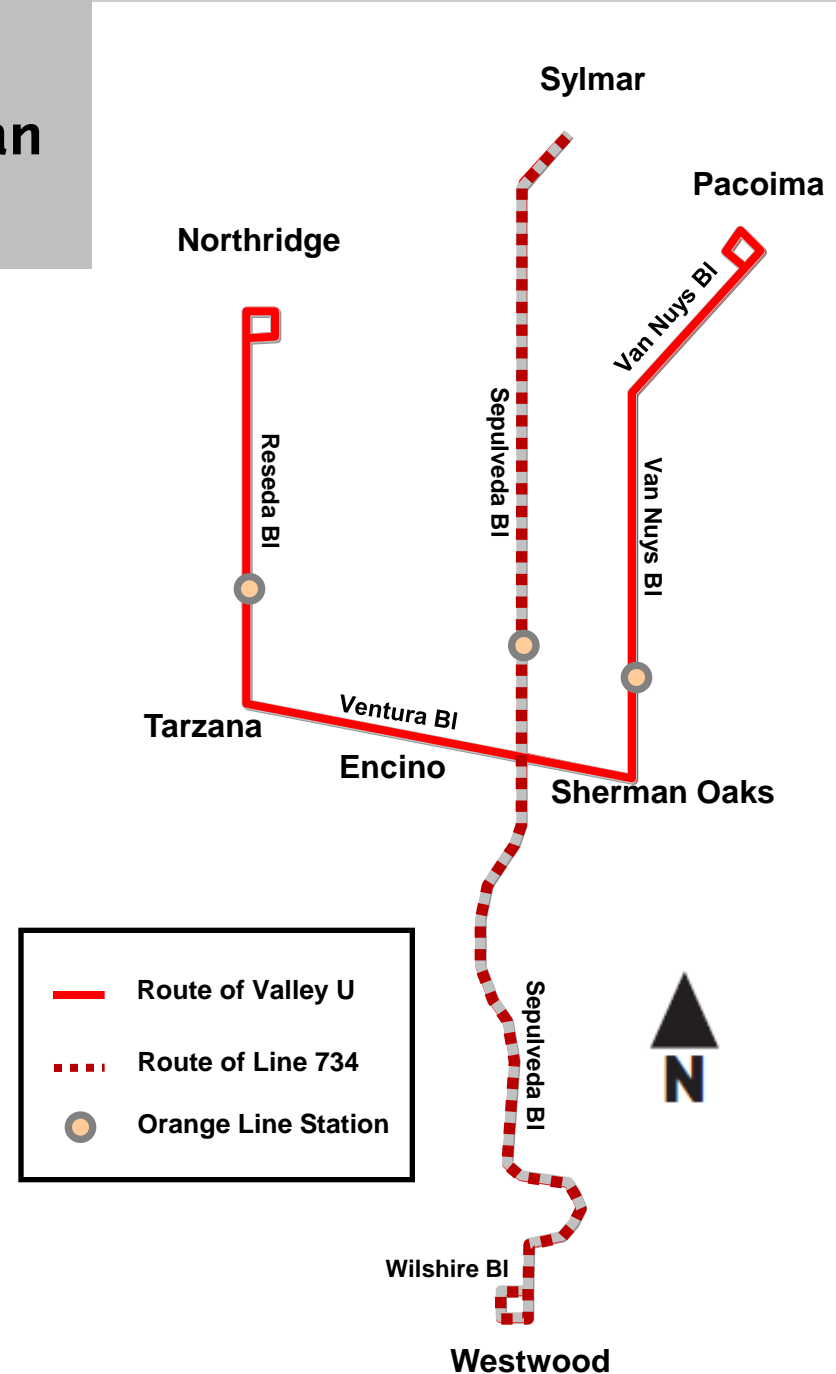 an
Sylmar
Pacoima
Northridge
Van Nuys Bl
Sepulveda Bl
Reseda Bl
Van Nuys Bl
Ventura Bl
Tarzana
Encino
Sherman Oaks
Route of Valley U
Route of Line 734
Orange Line Station
Sepulveda Bl
N
Wilshire Bl
Westwood